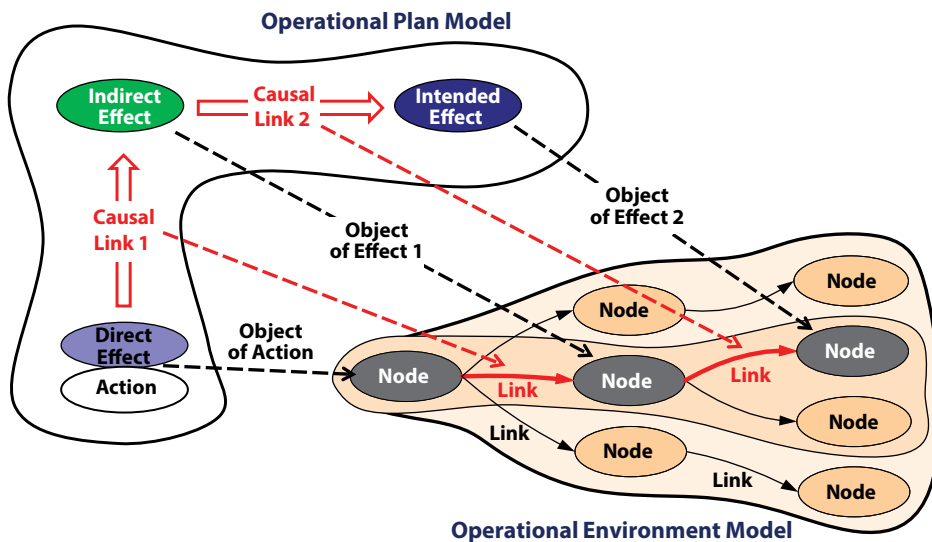 Operational Plan Model
Indirect
Effect
Causal
Link 2
Intended
Effect
Causal
Link 1
Object
of Effect 1
Object
of Effect 2
Direct
Effect
Action
Object
of Action
Node
Node
Node
Node
Node
Link
Link
Node
Node
Link
Node
Link
Node
Operational Environment Model